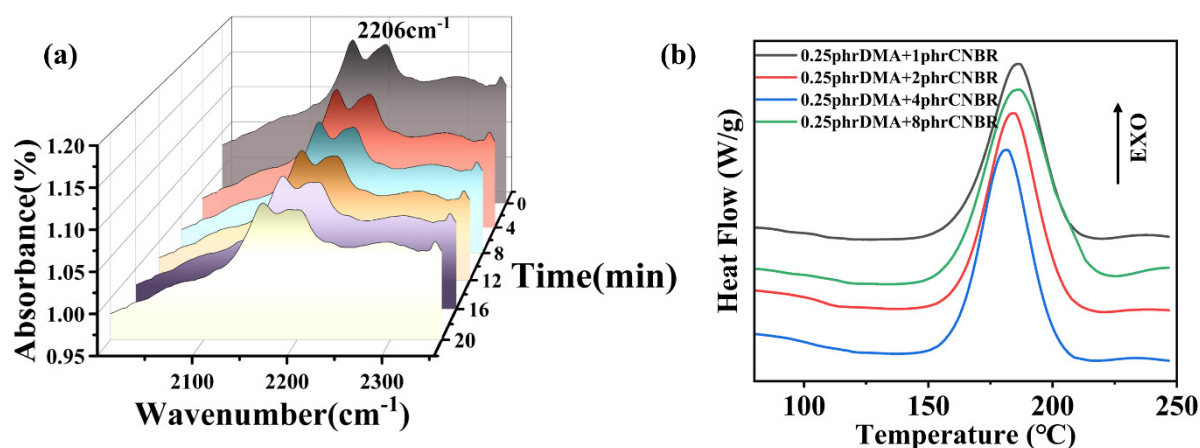 (a)
2206cm-1
Absorbance(%)
1.20
1.15
1.10
1.05
1.00
0.95
2100
2200
2300
Wavenumber(cm-1)
0
4
8
12
16
20
Time(min)
(b)
0.25phrDMA+1phrCNBR
0.25phrDMA+2phrCNBR
0.25phrDMA+4phrCNBR
0.25phrDMA+8phrCNBR
EXO
Heat Flow (W/g)
100
150
200
250
Temperature (℃)